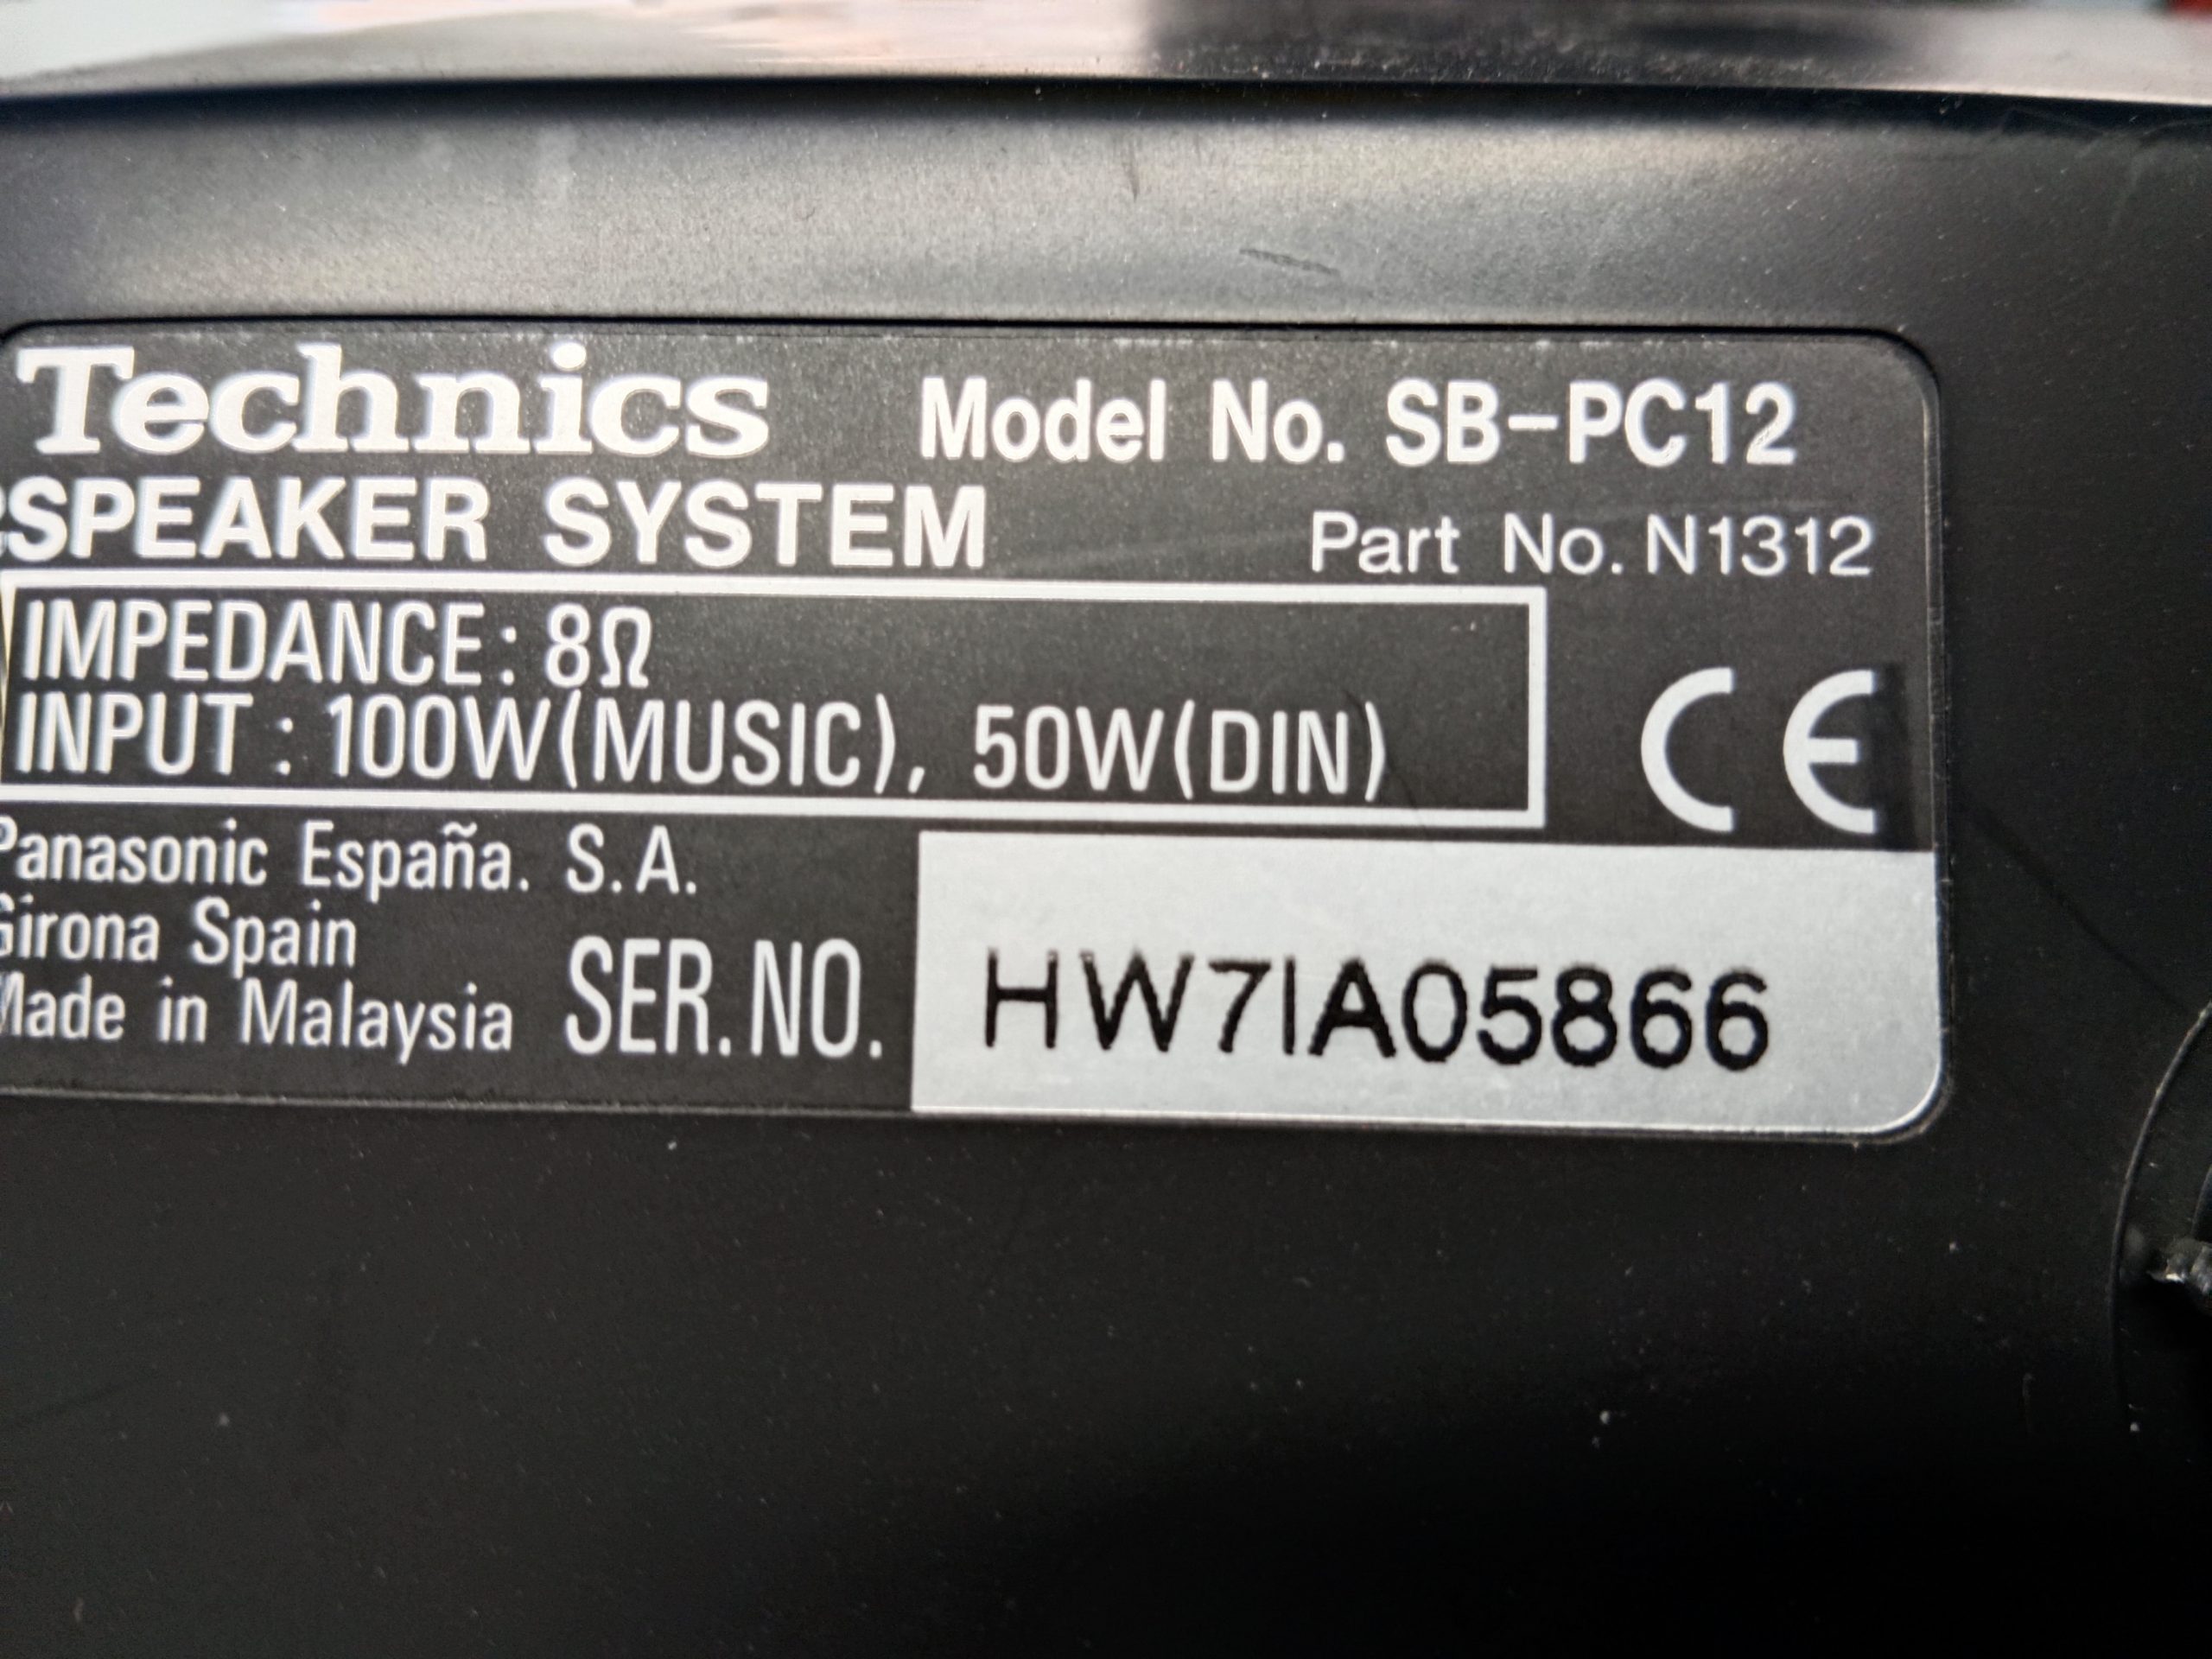 Technics Model No. SB-PC12
SPEAKER SYSTEM Part No. N1312
IMPEDANCE: 8Ω
INPUT : 100W(MUSIC), 50W(DIN)
CE
Panasonic España. S.A.
Girona Spain
Made in Malaysia
SER. NO. HW7IA05866